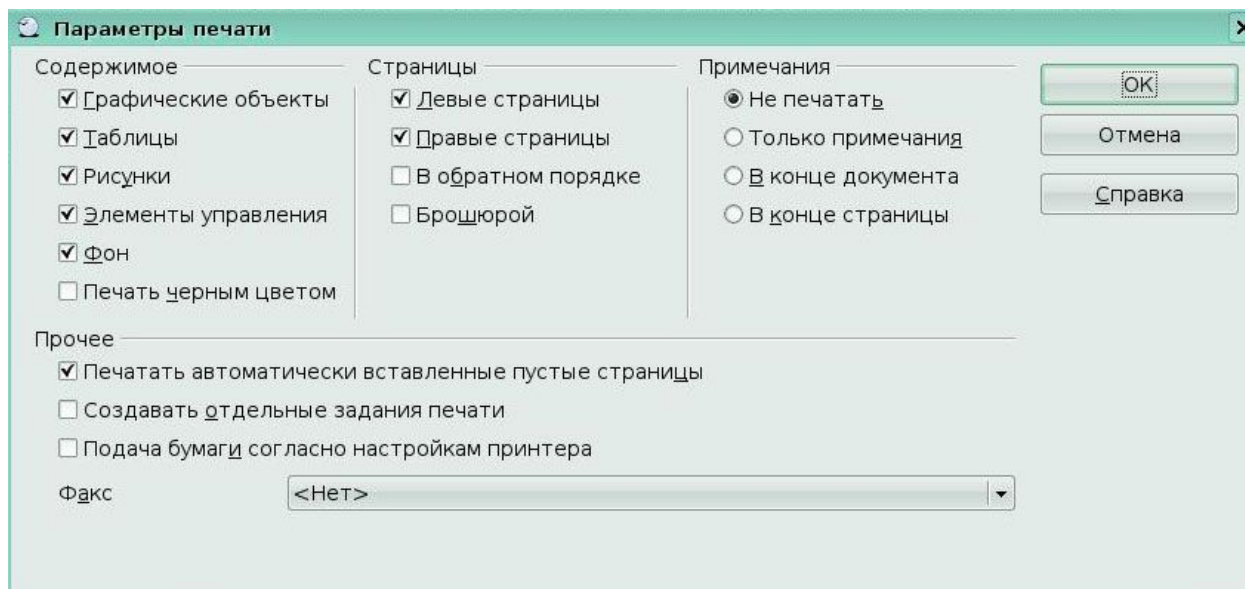 Параметры печати
Содержимое
Графические объекты
Таблицы
Рисунки
Элементы управления
Фон
Печать черным цветом
Страницы
Левые страницы
Правые страницы
В обратном порядке
Брошюрой
Примечания
Не печатать
Только примечания
В конце документа
В конце страницы
OK
Отмена
Справка
Прочее
Печатать автоматически вставленные пустые страницы
Создавать отдельные задания печати
Подача бумаги согласно настройкам принтера
Факс
<Нет>